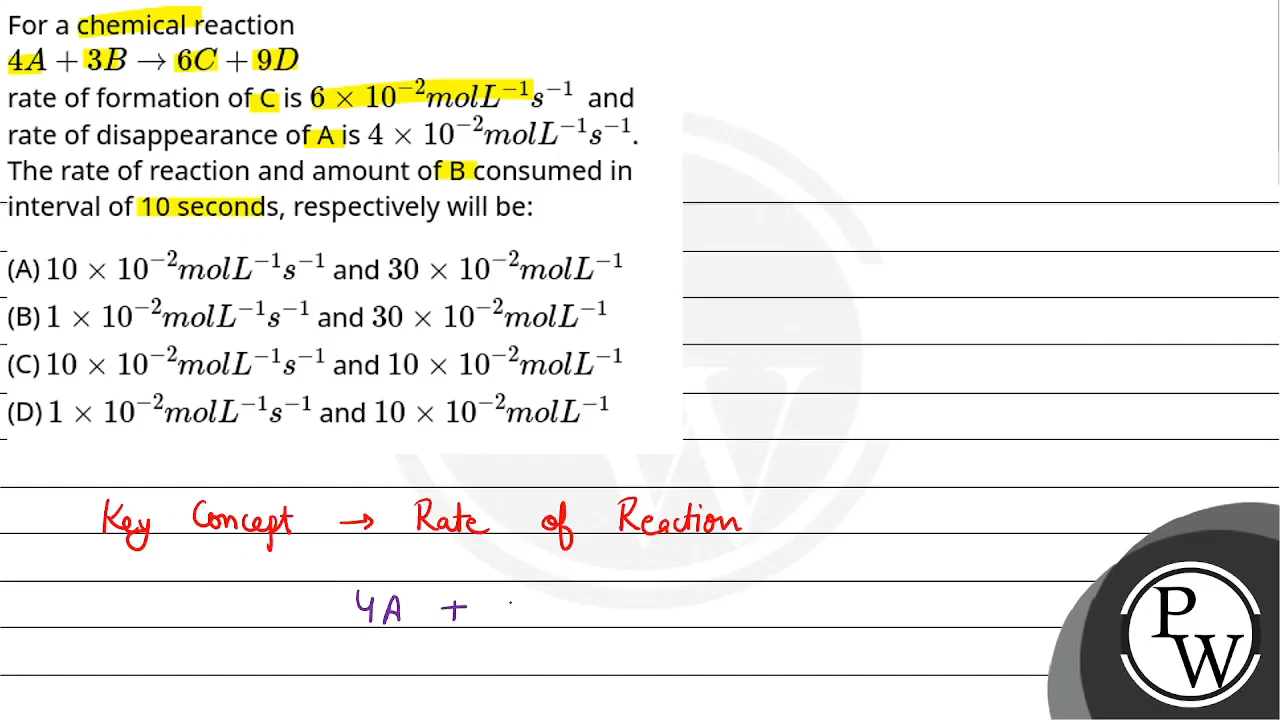 For a chemical reaction
4A + 3B → 6C + 9D
rate of formation of C is 6 × 10⁻² mol L⁻¹ s⁻¹ and
rate of disappearance of A is 4 × 10⁻² mol L⁻¹ s⁻¹.
The rate of reaction and amount of B consumed in
interval of 10 seconds, respectively will be:
(A) 10 × 10⁻² mol L⁻¹ s⁻¹ and 30 × 10⁻² mol L⁻¹
(B) 1 × 10⁻² mol L⁻¹ s⁻¹ and 30 × 10⁻² mol L⁻¹
(C) 10 × 10⁻² mol L⁻¹ s⁻¹ and 10 × 10⁻² mol L⁻¹
(D) 1 × 10⁻² mol L⁻¹ s⁻¹ and 10 × 10⁻² mol L⁻¹
Key Concept → Rate of Reaction
4A +
P
W